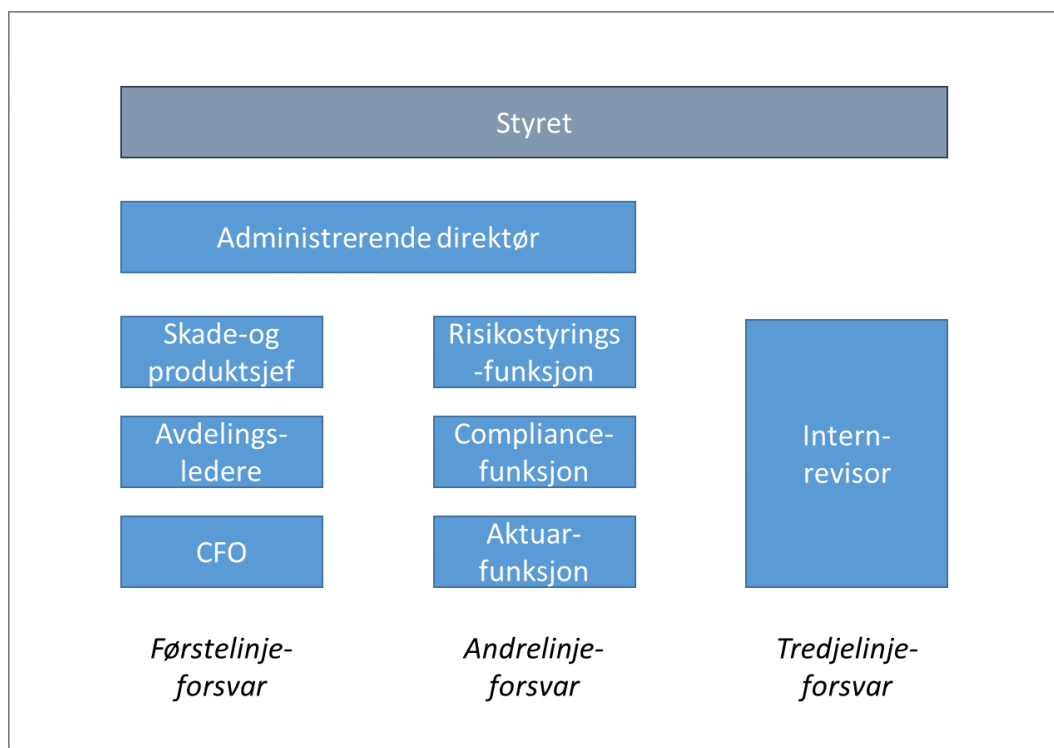 Styret
Administrerende direktør
Skade-og
produktsjef
Risikostyrings
-funksjon
Avdelings-
ledere
Compliance-
funksjon
Intern-
revisor
CFO
Aktuar-
funksjon
Førstelinje-
forsvar
Andrelinje-
forsvar
Tredjelinje-
forsvar